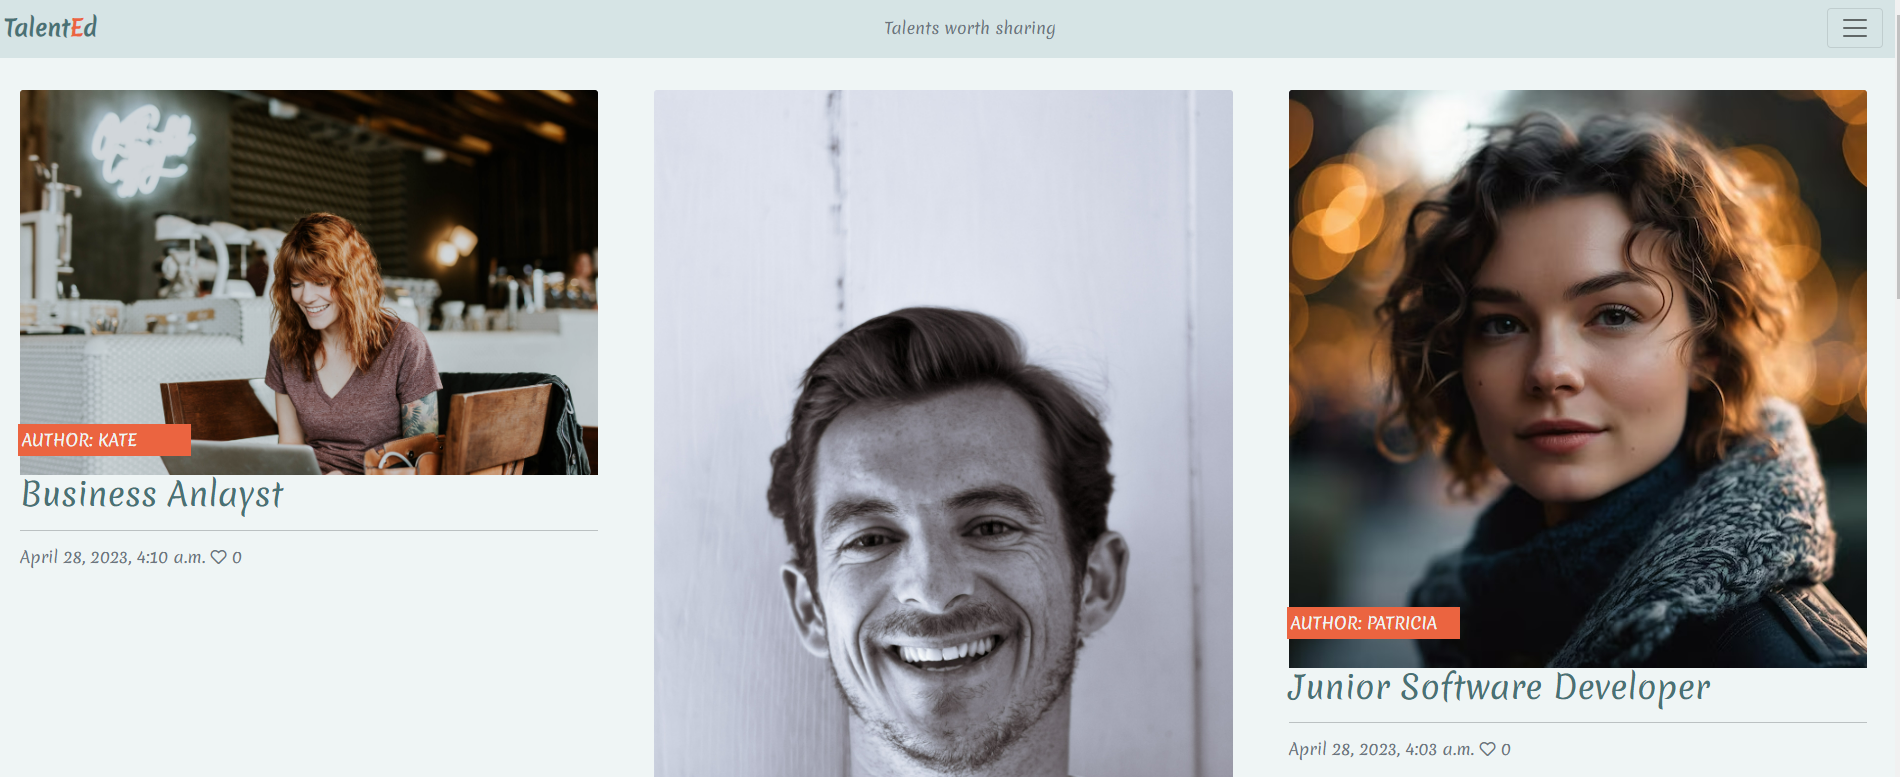 TalentEd
Talents worth sharing
AUTHOR: KATE
Business Anlayst
April 28, 2023, 4:10 a.m. 0
AUTHOR: PATRICIA
Junior Software Developer
April 28, 2023, 4:03 a.m. 0